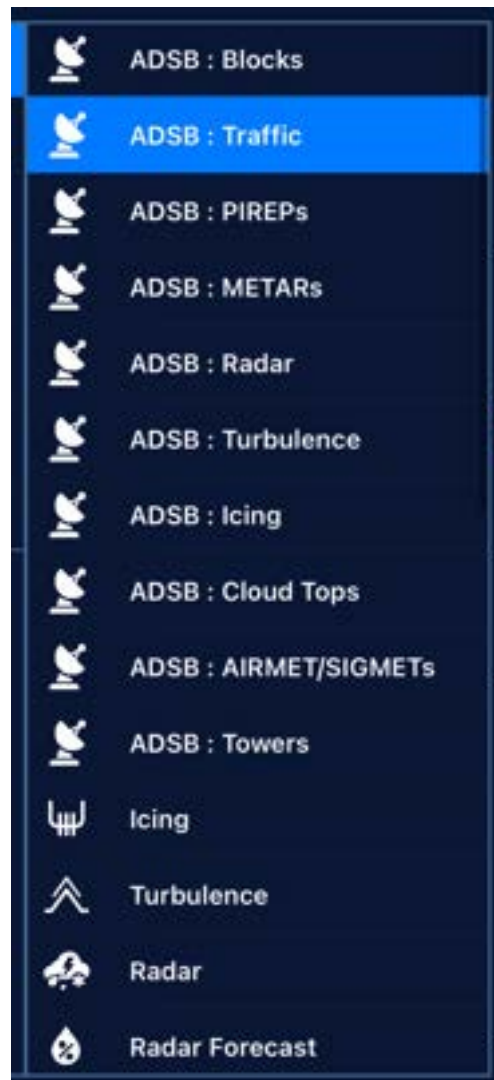 ADSB : Blocks
ADSB : Traffic
ADSB : PIREPs
ADSB : METARs
ADSB : Radar
ADSB : Turbulence
ADSB : Icing
ADSB : Cloud Tops
ADSB : AIRMET/SIGMETs
ADSB : Towers
Icing
Turbulence
Radar
Radar Forecast